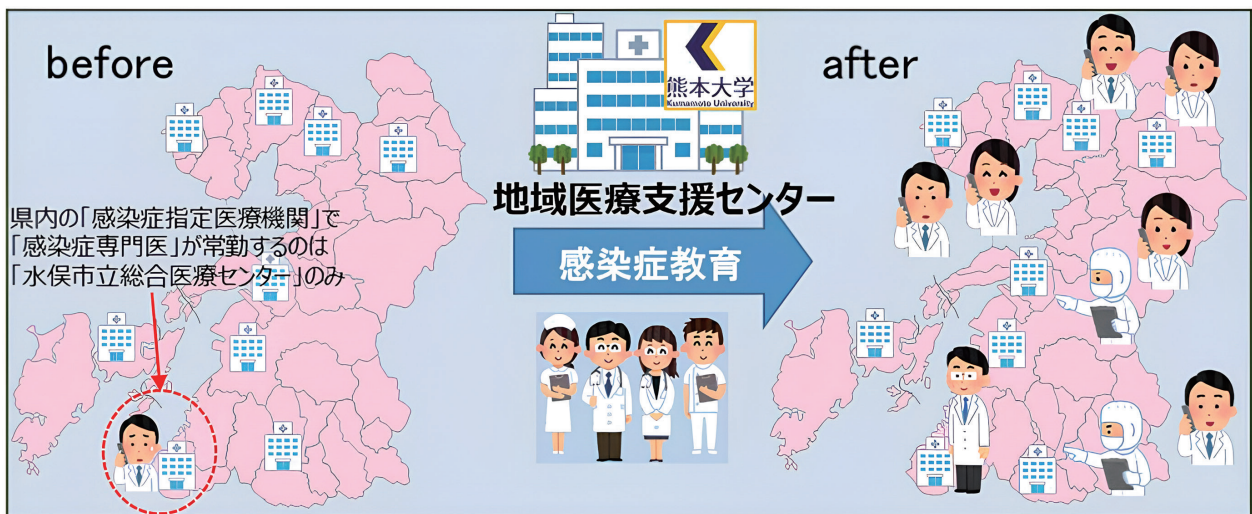 before
県内の「感染症指定医療機関」で
「感染症専門医」が常勤するのは
「水俣市立総合医療センター」のみ
熊本大学
Kumamoto University
地域医療支援センター
感染症教育
after